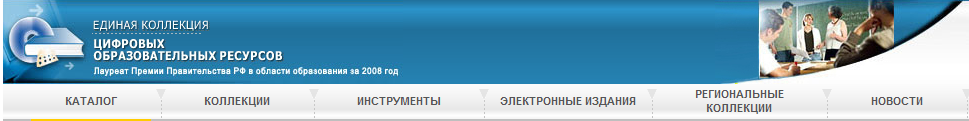 ЕДИНАЯ КОЛЛЕКЦИЯ
ЦИФРОВЫХ
ОБРАЗОВАТЕЛЬНЫХ РЕСУРСОВ
Лауреат Премии Правительства РФ в области образования за 2008 год
КАТАЛОГ
КОЛЛЕКЦИИ
ИНСТРУМЕНТЫ
ЭЛЕКТРОННЫЕ ИЗДАНИЯ
РЕГИОНАЛЬНЫЕ
КОЛЛЕКЦИИ
НОВОСТИ